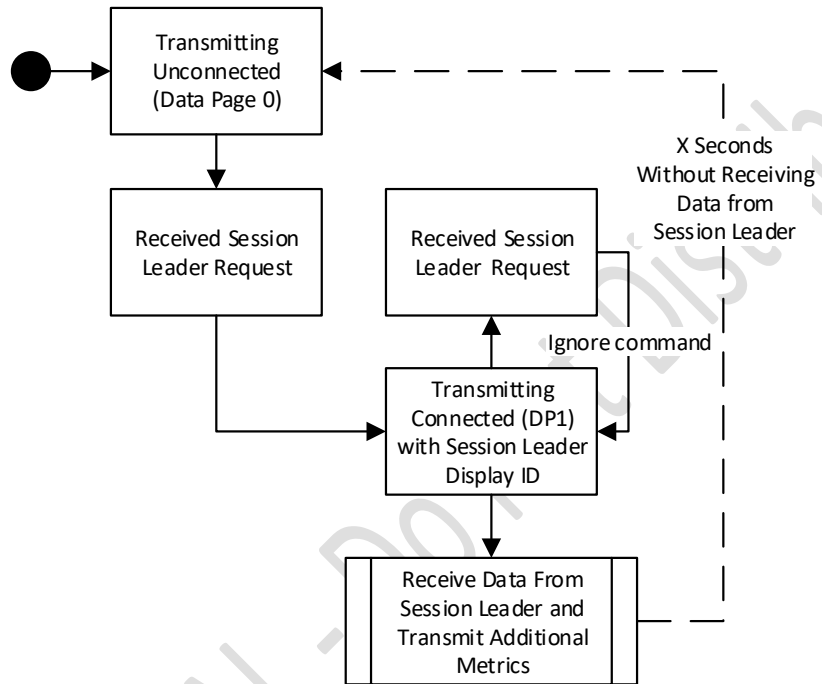 Transmitting
Unconnected
(Data Page 0)
X Seconds
Without Receiving
Data from
Session Leader
Received Session
Leader Request
Received Session
Leader Request
Ignore command
Transmitting
Connected (DP1)
with Session Leader
Display ID
Receive Data From
Session Leader and
Transmit Additional
Metrics